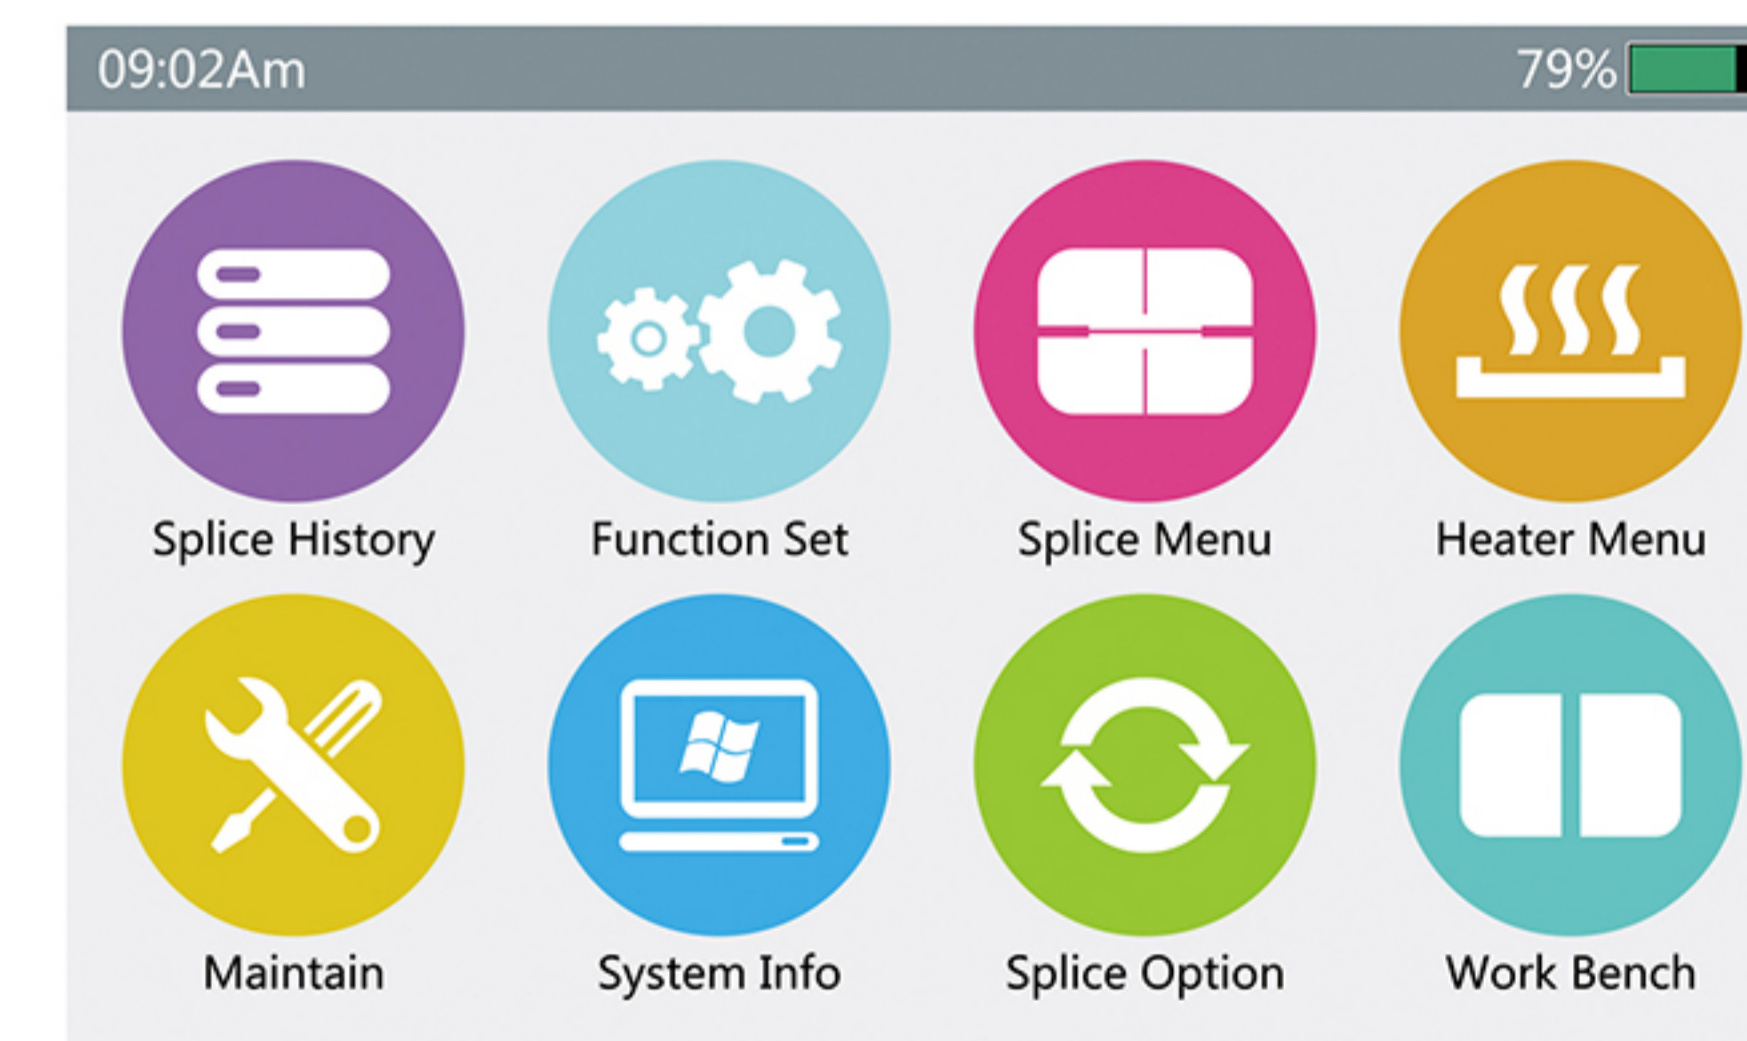 09:02Am 79%
Splice History Function Set Splice Menu Heater Menu
Maintain System Info Splice Option Work Bench